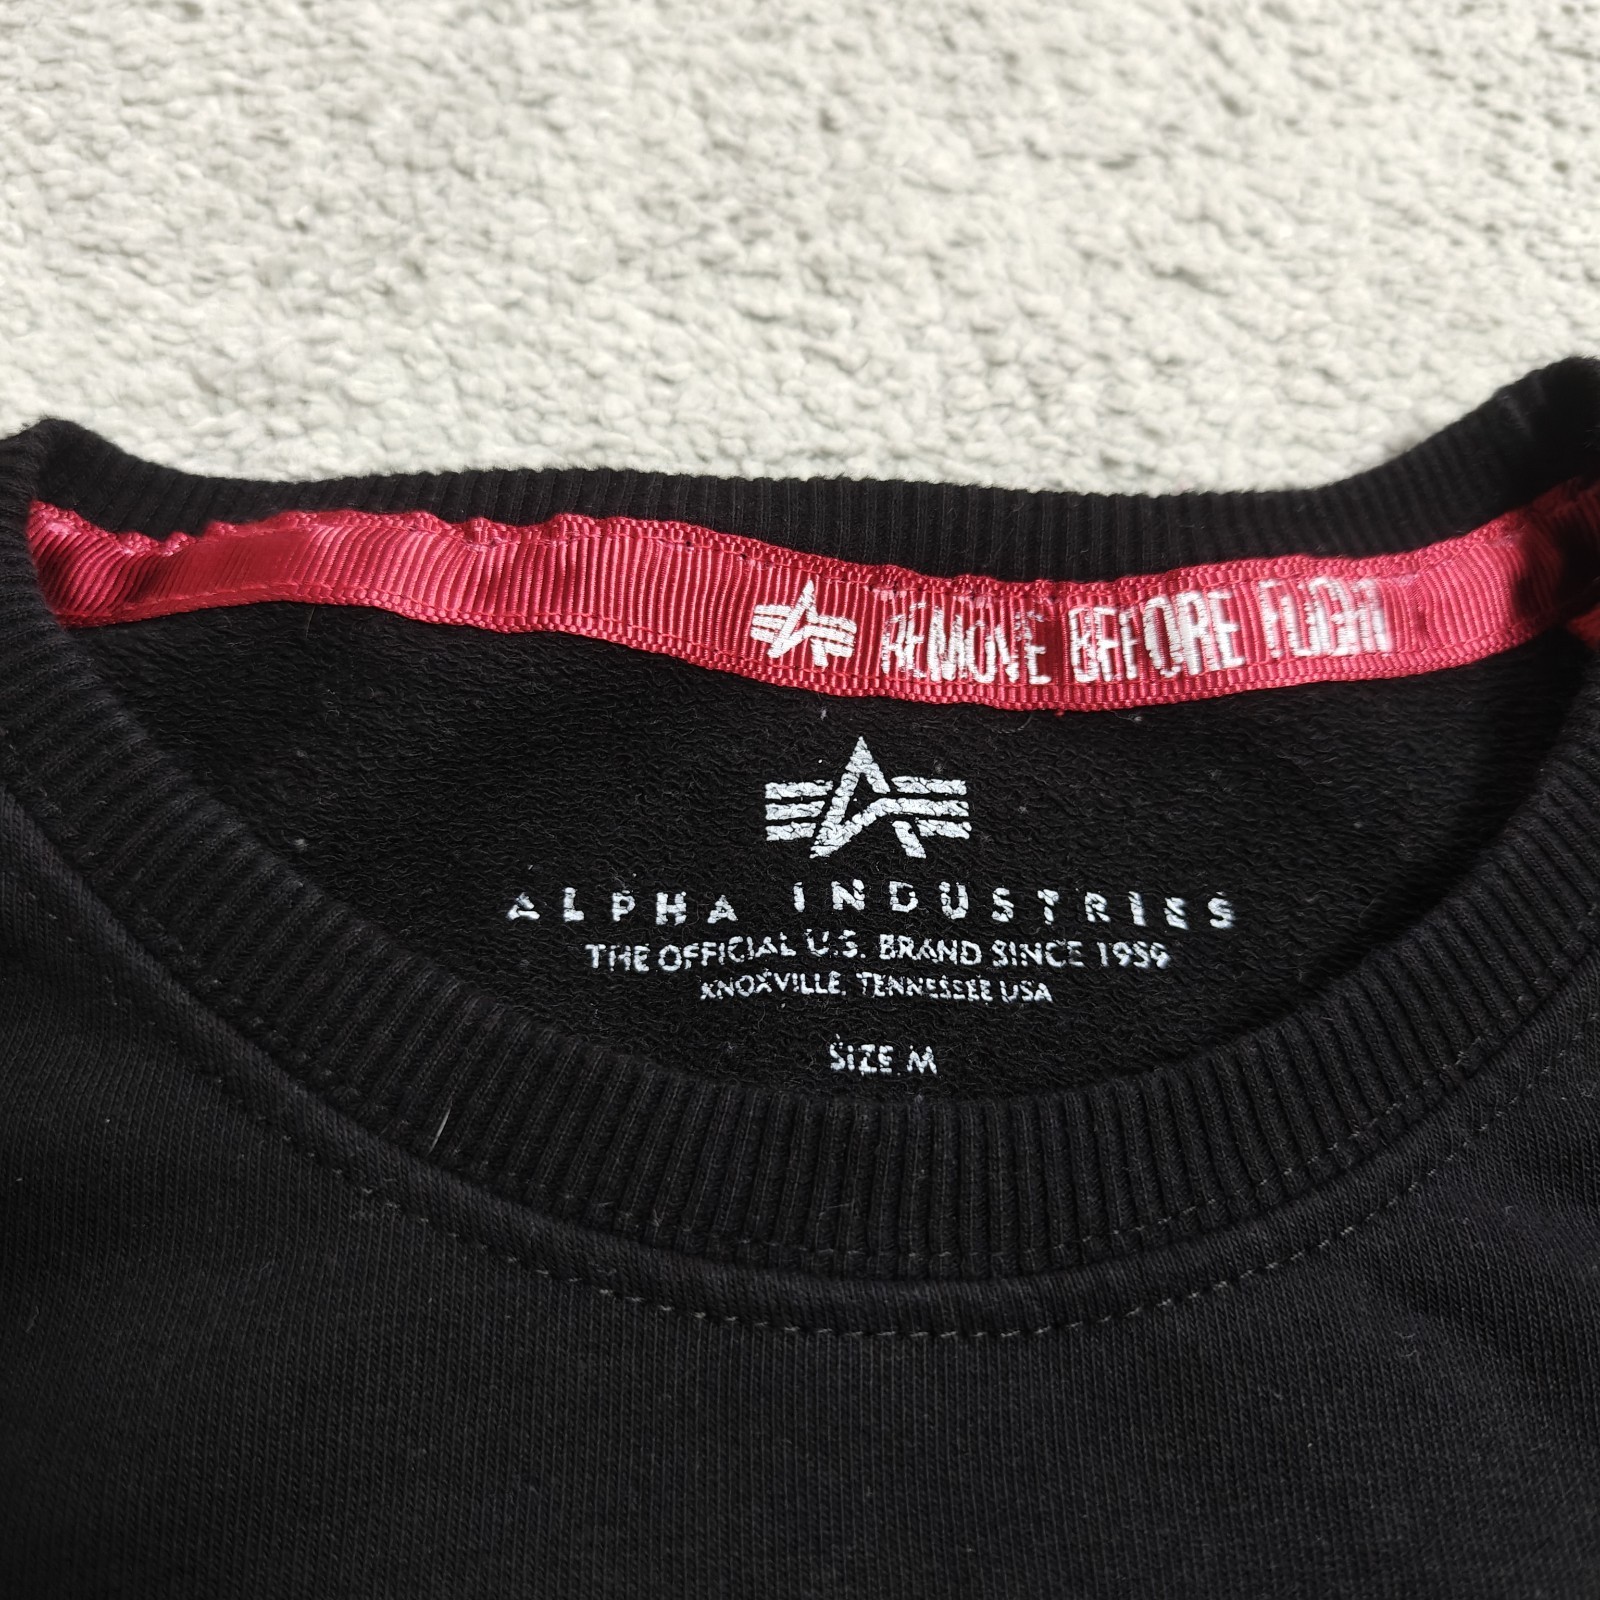 REMOVE BEFORE FLIGHT
ALPHA INDUSTRIES
THE OFFICIAL U.S. BRAND SINCE 1959
KNOXVILLE, TENNESSEE USA
SIZE M